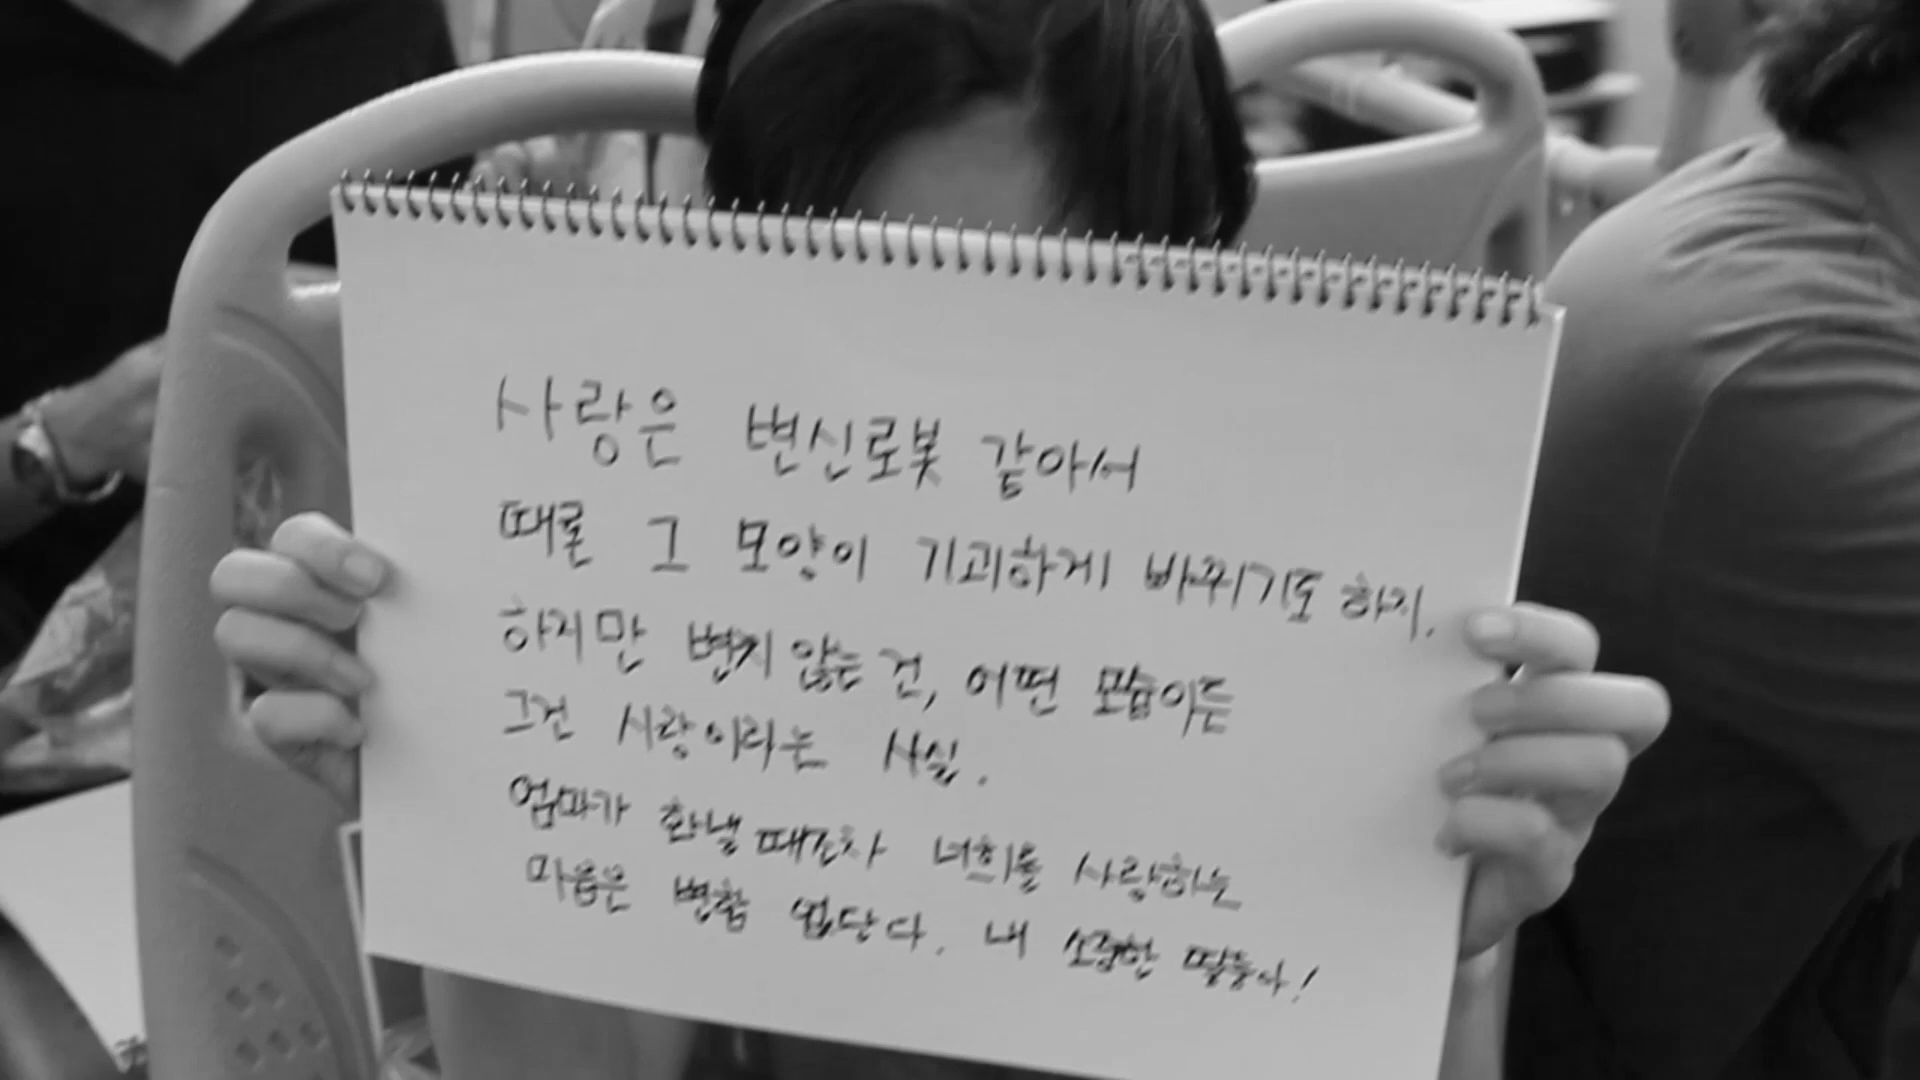 사랑은 변신로봇 같아서
때론 그 모양이 기괴하게 바뀌기도 하지.
하지만 변치 않는 건, 어떤 모습이든
그건 사랑이라는 사실.
엄마가 화낼 때조차 너희를 사랑하는
마음은 변함 없단다. 내 소중한 딸들아!